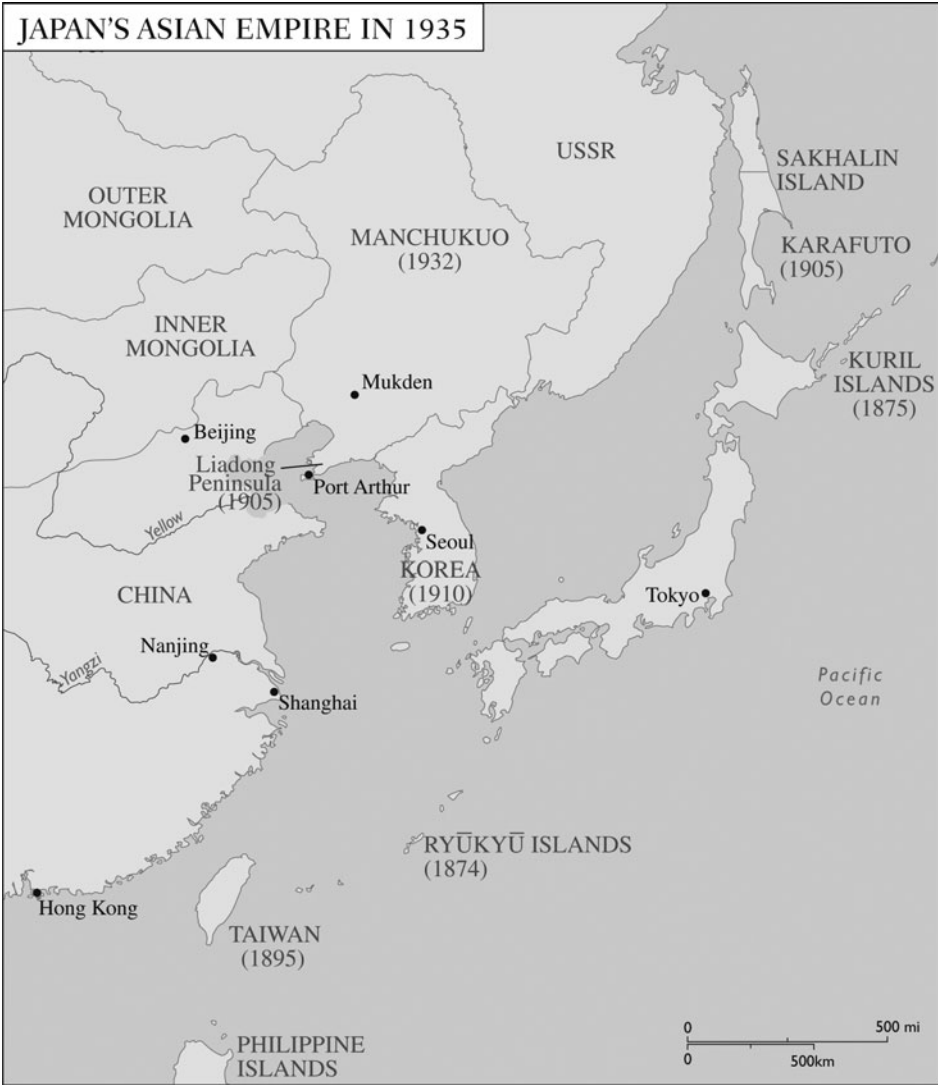 JAPAN'S ASIAN EMPIRE IN 1935
USSR
SAKHALIN
ISLAND
OUTER
MONGOLIA
MANCHUKUO
(1932)
KARAFUTO
(1905)
INNER
MONGOLIA
KURIL
ISLANDS
(1875)
Mukden
Beijing
Liadong
Peninsula
(1905)
Port Arthur
Yellow
Seoul
KOREA
(1910)
CHINA
Tokyo
Nanjing
Yangzi
Shanghai
Pacific
Ocean
RYŪKYŪ ISLANDS
(1874)
Hong Kong
TAIWAN
(1895)
PHILIPPINE
ISLANDS
0 500 mi
0 500km